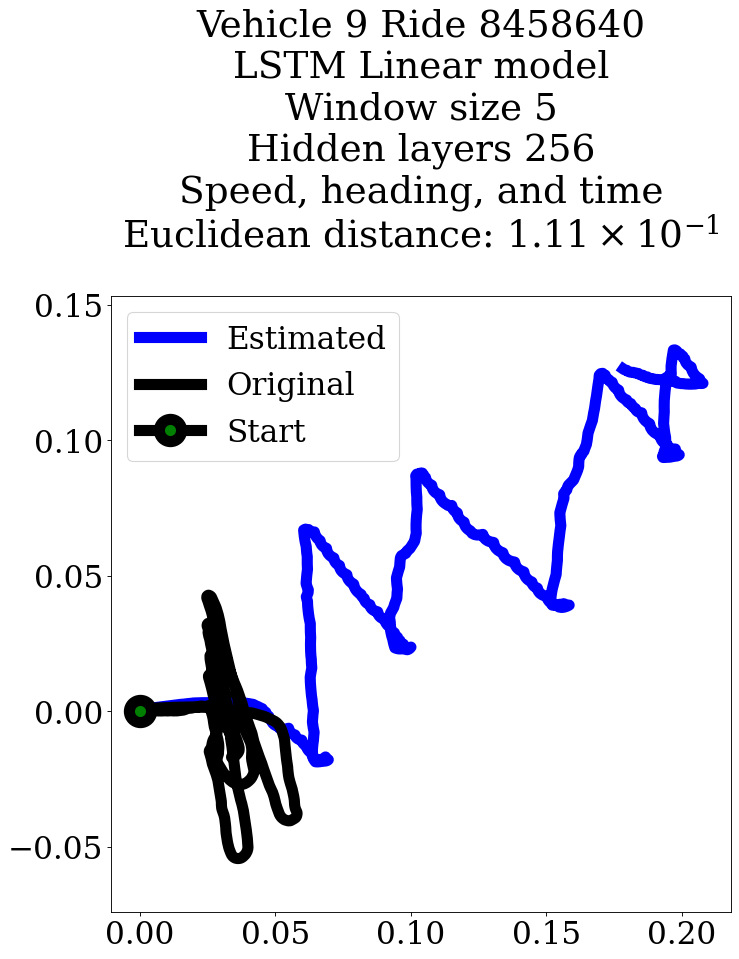 Vehicle 9 Ride 8458640
LSTM Linear model
Window size 5
Hidden layers 256
Speed, heading, and time
Euclidean distance: 1.11 × 10⁻¹
0.15
Estimated
Original
Start
0.10
0.05
0.00
−0.05
0.00 0.05 0.10 0.15 0.20